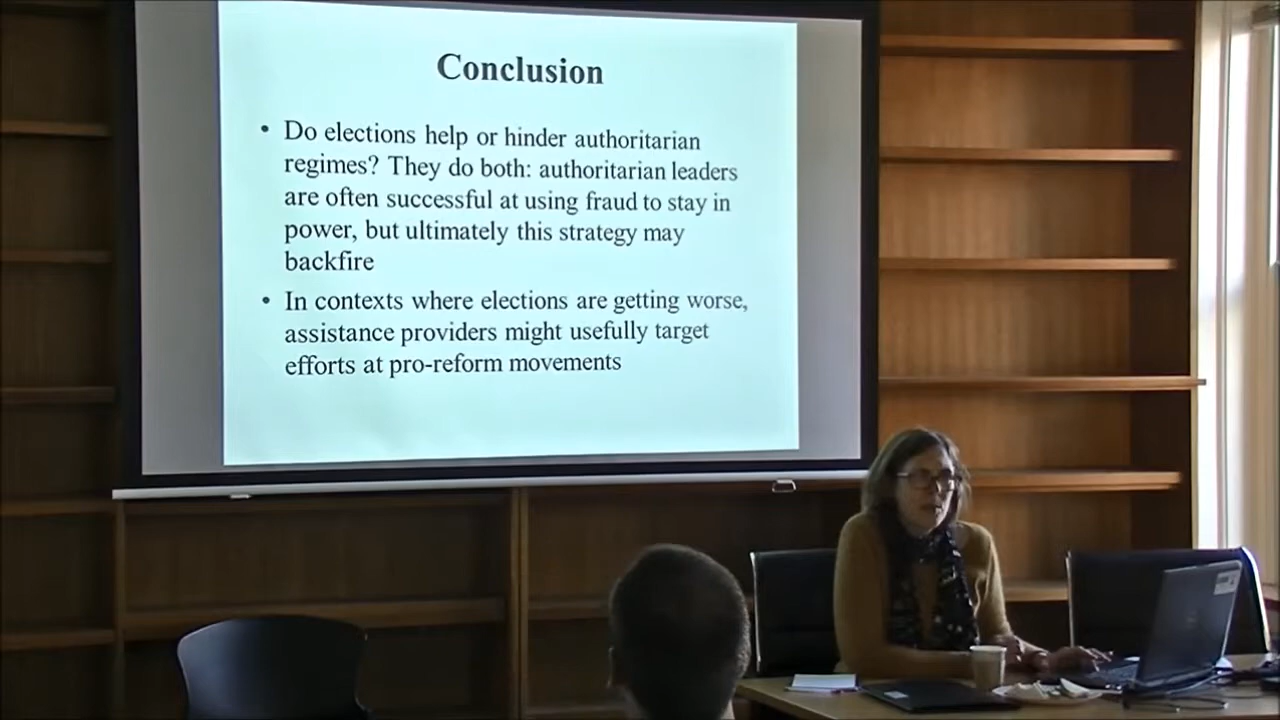 Conclusion
• Do elections help or hinder authoritarian
regimes? They do both: authoritarian leaders
are often successful at using fraud to stay in
power, but ultimately this strategy may
backfire
• In contexts where elections are getting worse,
assistance providers might usefully target
efforts at pro-reform movements